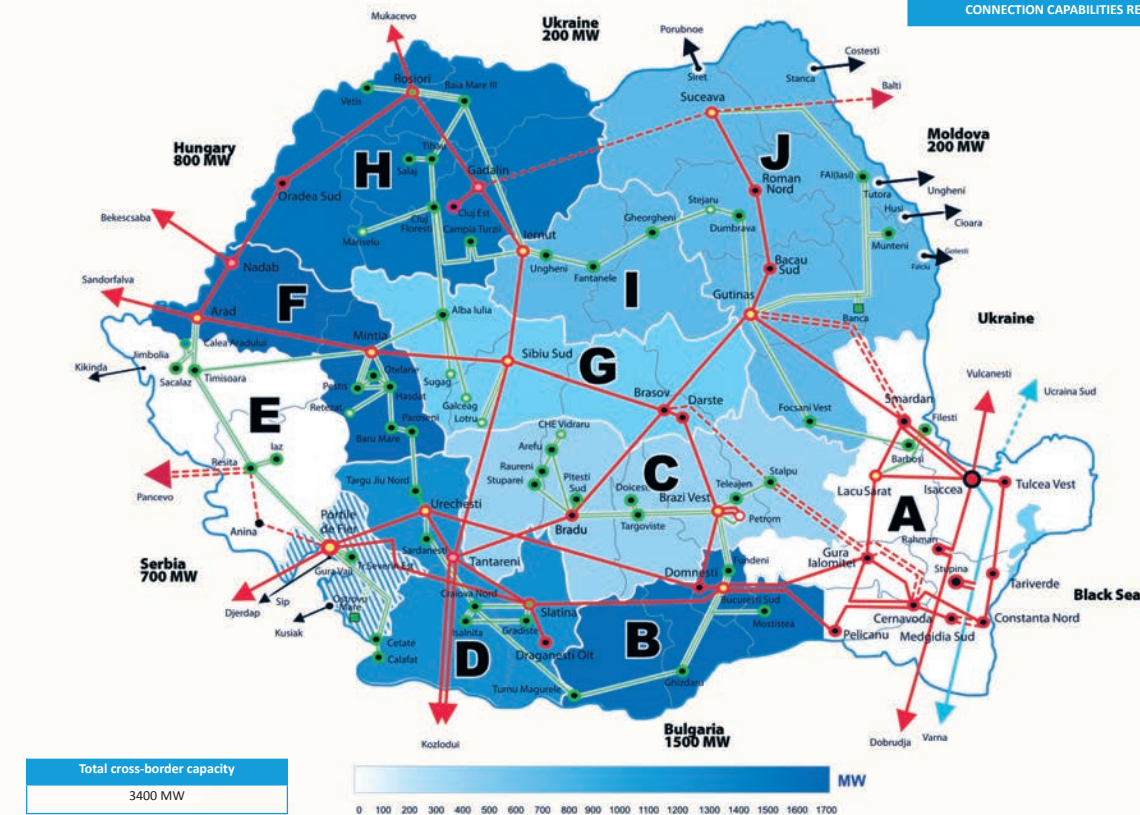 CONNECTION CAPABILITIES RE
Mukacevo
Ukraine
200 MW
Porubnoe
Siret
Costesti
Stanca
Balti
Rosiori
Vetis
Baia Mare III
Suceava
Hungary
800 MW
Moldova
200 MW
H
J
Tihau
Salaj
Gadalin
Oradea Sud
Cluj Est
Cluj
Floresti
Campia Turzii
Mariselu
Roman
Nord
FAI(Iasi)
Tutora
Ungheni
Husi
Cioara
Stejaru
Dumbrava
Gheorgheni
Munteni
Bekescsaba
Iernut
Ungheni
Fantanele
Bacau
Sud
Falciu
Gotesti
Nadab
Sandorfalva
I
F
Arad
Gutinas
Banca
Alba Iulia
Ukraine
Calea Aradului
Mintia
Jimbolia
Kikinda
Sacalaz
Timisoara
Sibiu Sud
G
Otelarie
Pestis
Hasdat
Sugag
Vulcanesti
Ucraina Sud
Retezat
Galceag
Lotru
Brasov
Darste
Smardan
Filesti
E
Paroseni
Baru Mare
CHE Vidraru
Focsani Vest
Barbosi
Iaz
Arefu
Resita
Raureni
Stuparei
Pitesti
Sud
C
Stalpu
Teleajen
Lacu Sarat
Isaccea
Tulcea Vest
Pancevo
Targu Jiu Nord
Doicesti
Brazi Vest
Urechesti
Targoviste
Petrom
A
Anina
Portile
de Fier
Bradu
Rahman
Sardanesti
Tantareni
Gura
Ialomitei
Serbia
700 MW
Gura Vaii
Tr.Severin Est
Fundeni
Domnesti
Stupina
Tariverde
Black Sea
Djerdap
Sip
Ostrovu
Mare
Craiova Nord
Slatina
Bucuresti Sud
Kusiak
Isalnita
Gradiste
Mostistea
Cernavoda
Constanta Nord
Pelicanu
Medgidia Sud
Cetate
Calafat
D
Draganesti Olt
B
Turnu Magurele
Ghizdaru
Kozlodui
Bulgaria
1500 MW
Dobrudja
Varna
Total cross-border capacity
3400 MW
MW
0 100 200 300 400 500 600 700 800 900 1000 1100 1200 1300 1400 1500 1600 1700